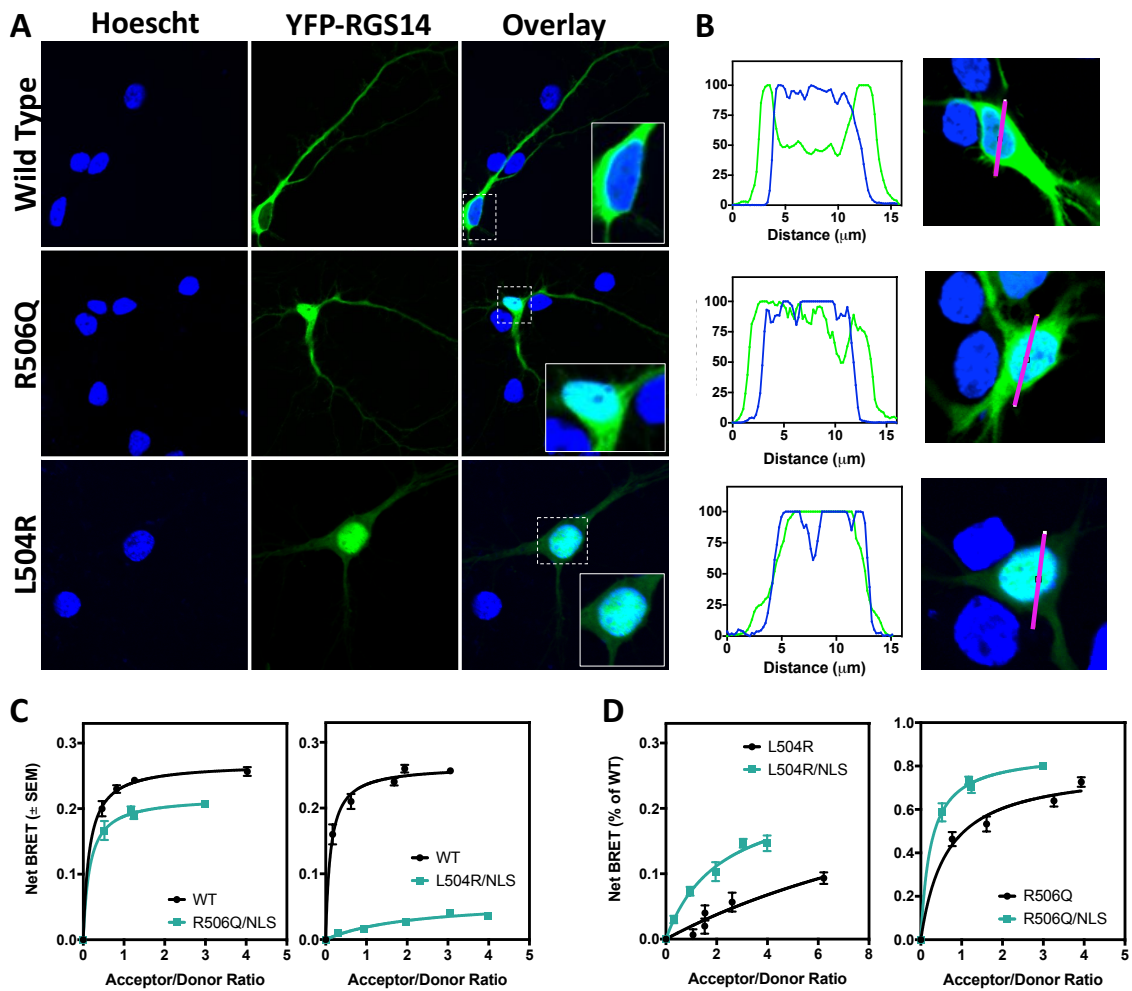 A
Hoescht
YFP-RGS14
Overlay
B
Wild Type
R506Q
L504R
100
75
50
25
0
0
5
10
15
Distance (μm)
100
75
50
25
0
0
5
10
15
Distance (μm)
100
75
50
25
0
0
5
10
15
Distance (μm)
C
Net BRET (± SEM)
0.3
0.2
0.1
0.0
0
1
2
3
4
5
WT
R506Q/NLS
Acceptor/Donor Ratio
0.3
0.2
0.1
0.0
0
1
2
3
4
5
WT
L504R/NLS
Acceptor/Donor Ratio
D
Net BRET (% of WT)
0.3
0.2
0.1
0.0
0
2
4
6
8
L504R
L504R/NLS
Acceptor/Donor Ratio
1.0
0.8
0.6
0.4
0.2
0.0
0
1
2
3
4
5
R506Q
R506Q/NLS
Acceptor/Donor Ratio